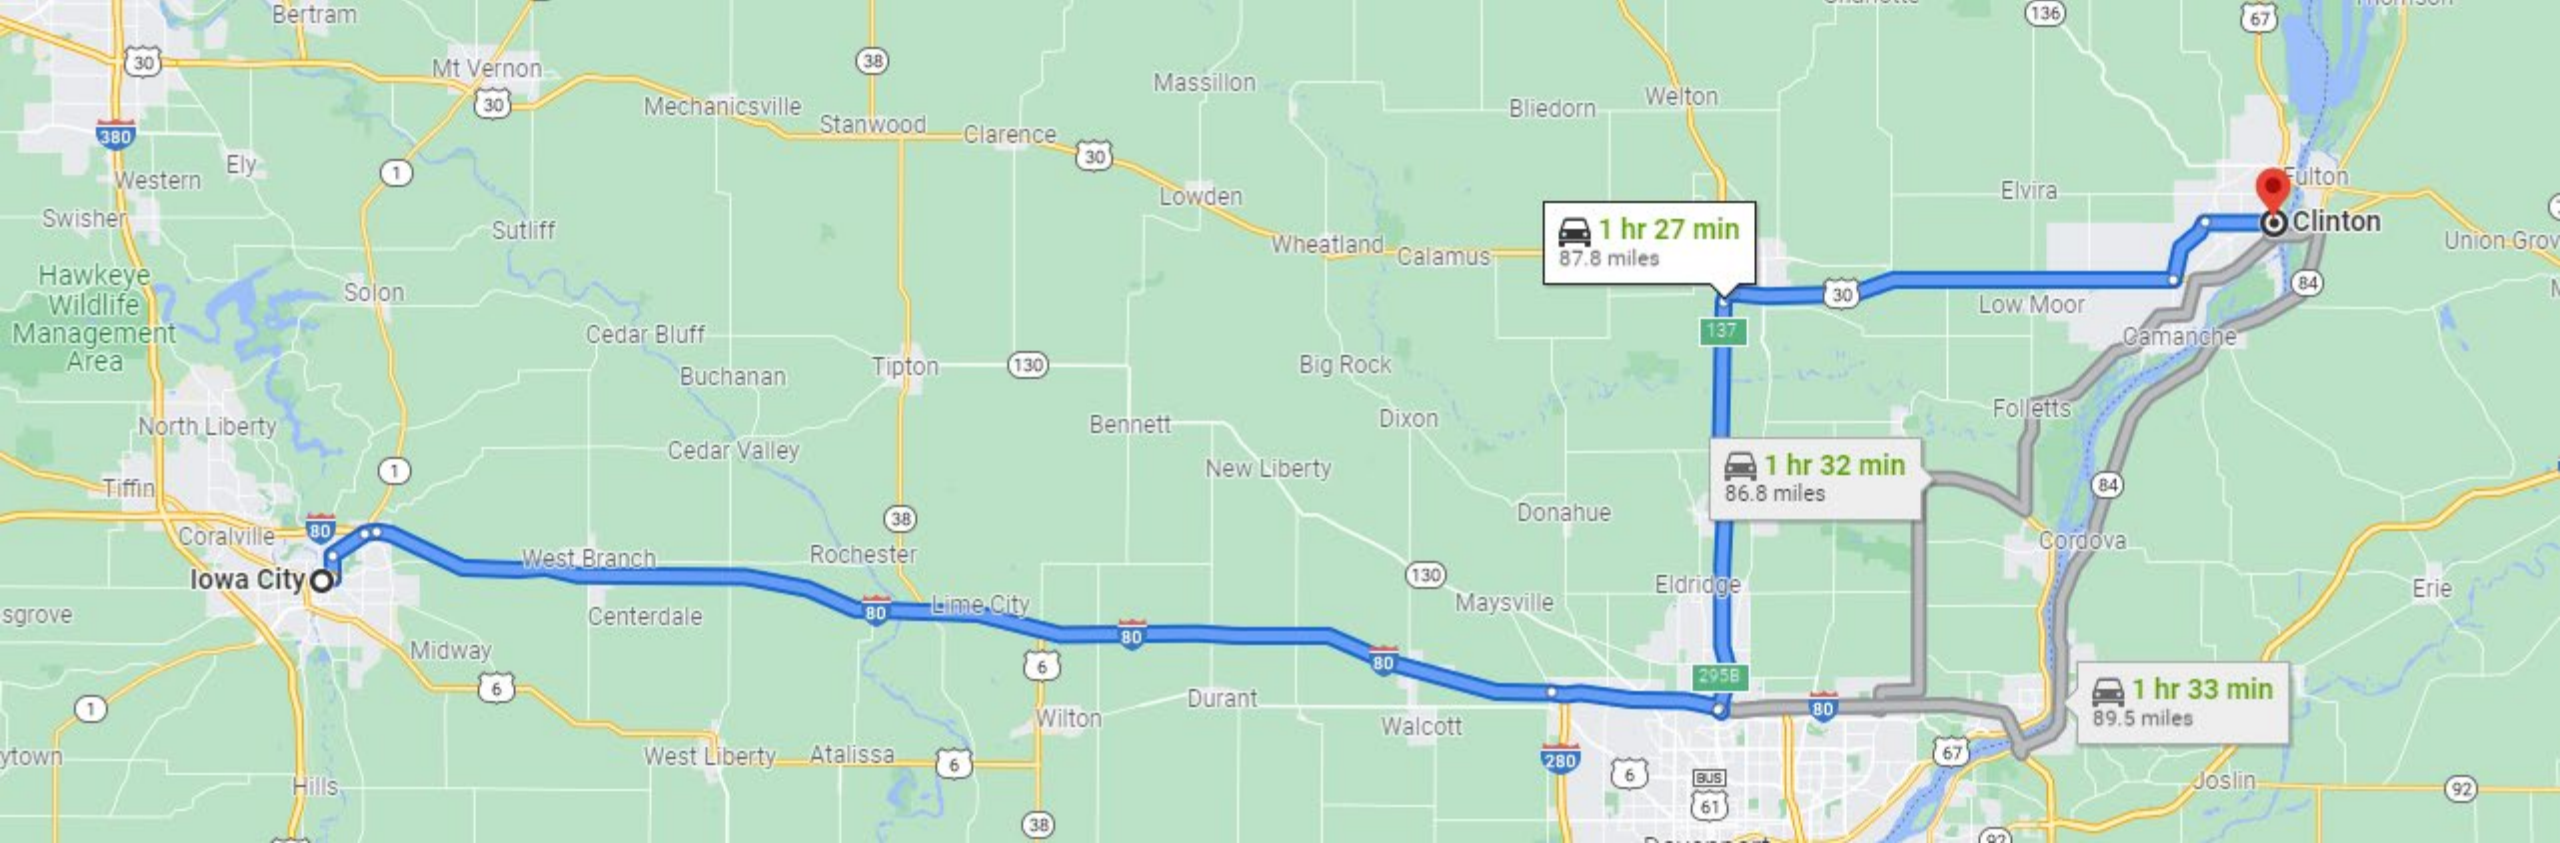 Bertram
Charlotte
136
67
Thomson
30
Mt Vernon
38
Massillon
Welton
30
Mechanicsville
Bliedorn
380
Stanwood
Clarence
30
Ely
Western
1
Lowden
Elvira
Fulton
Swisher
Sutliff
1 hr 27 min
87.8 miles
Clinton
Wheatland
Calamus
Union Grov
Hawkeye
Wildlife
Management
Area
Solon
30
Low Moor
84
Cedar Bluff
137
Camanche
Tipton
130
Big Rock
Buchanan
North Liberty
Bennett
Dixon
Folletts
Cedar Valley
New Liberty
1 hr 32 min
86.8 miles
1
Tiffin
84
38
Donahue
80
Coralville
Cordova
West Branch
Rochester
Iowa City
130
Eldridge
Erie
80
Lime City
Maysville
sgrove
Centerdale
80
Midway
80
6
295B
6
1 hr 33 min
89.5 miles
Durant
1
80
Wilton
Walcott
ytown
West Liberty
Atalissa
6
280
67
6
BUS
61
Joslin
92
Hills
38
92